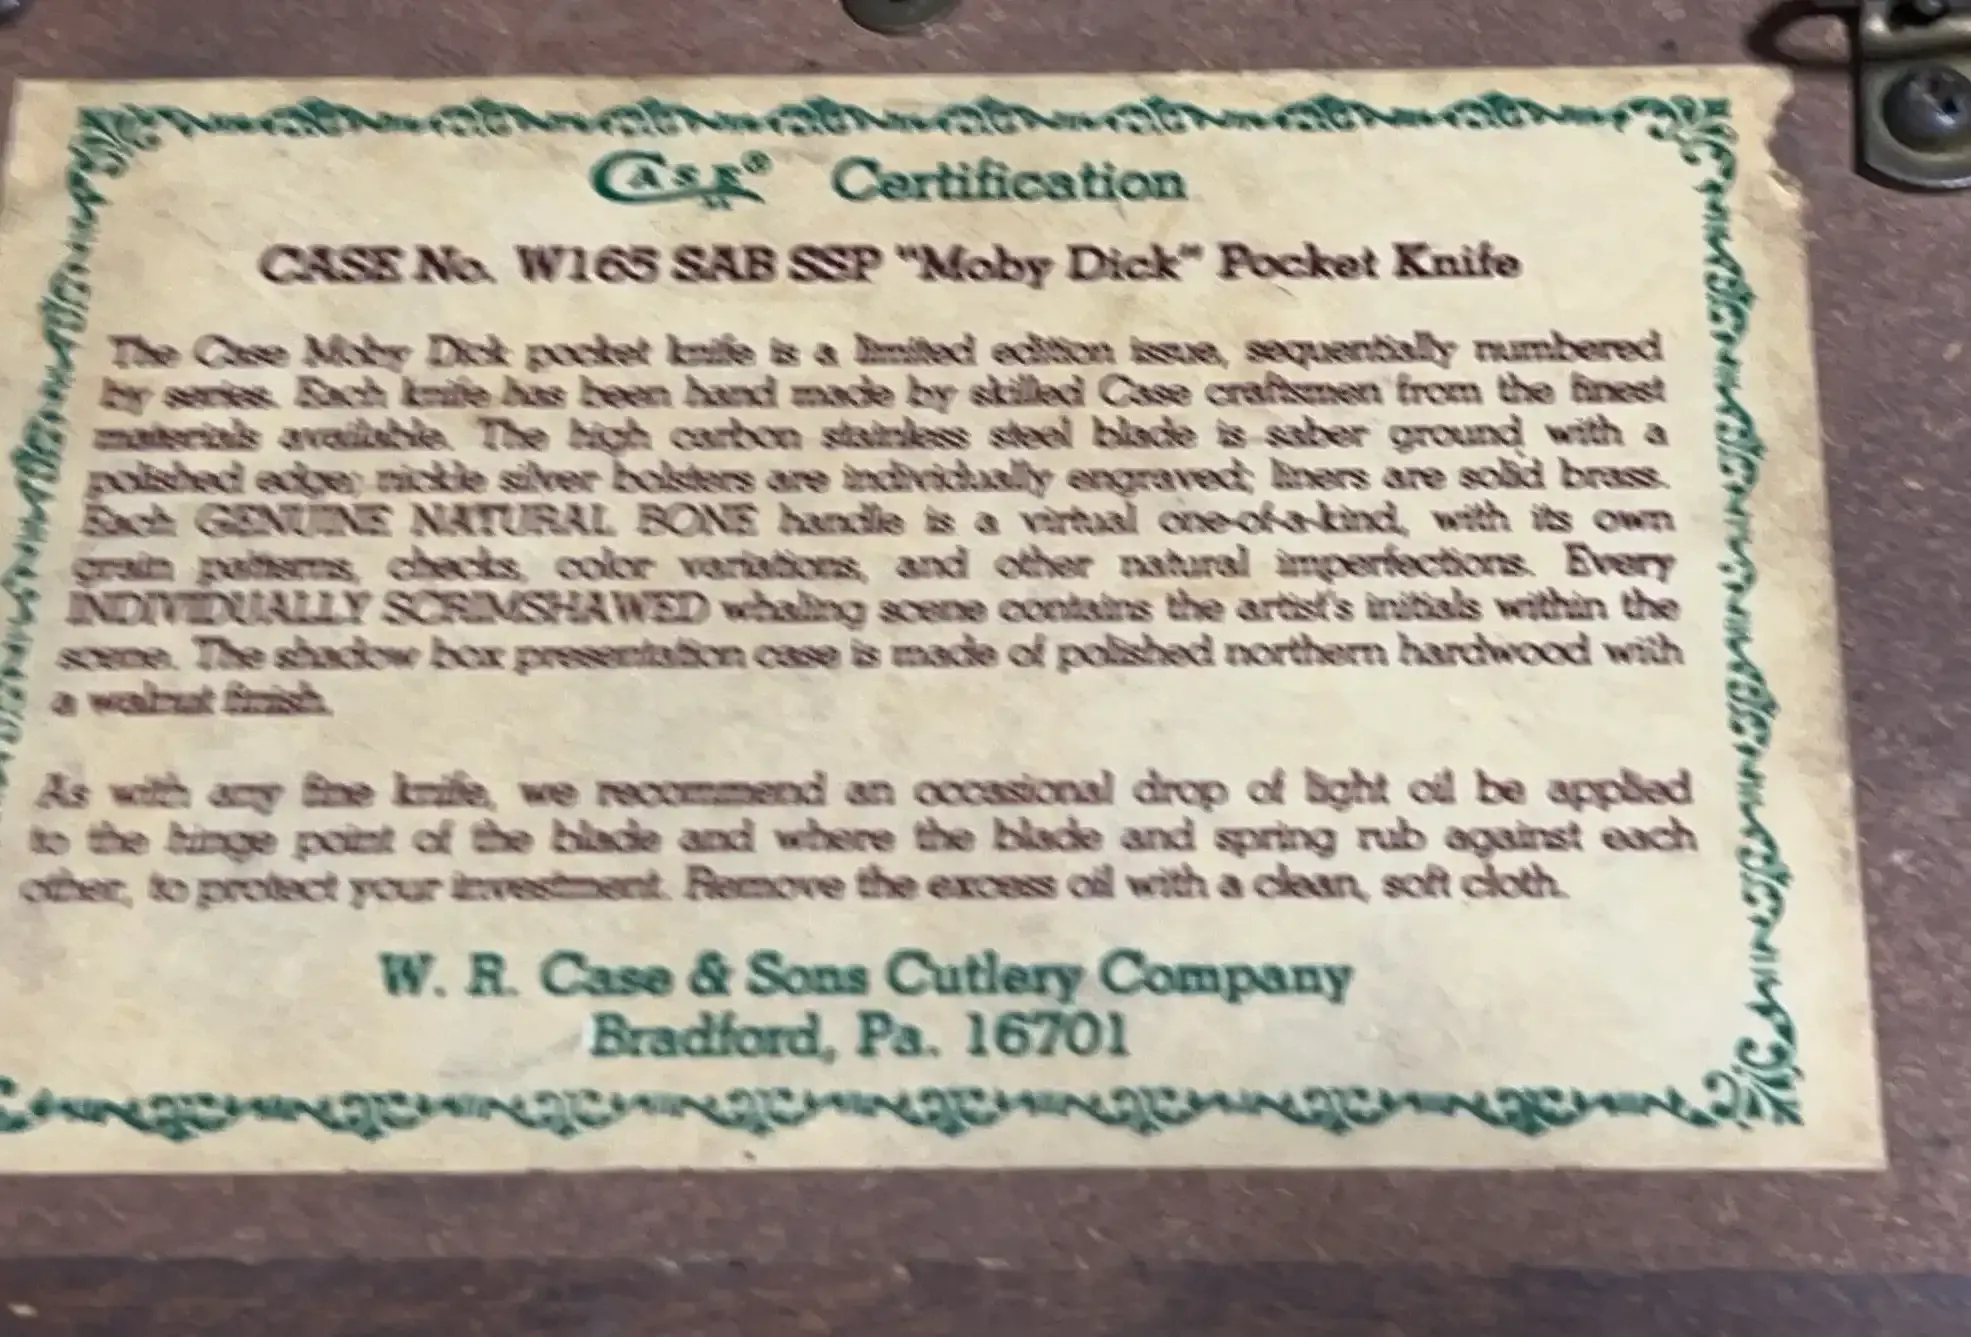 CASE® Certification
CASE No. W165 SAB SSP "Moby Dick" Pocket Knife
The Case Moby Dick pocket knife is a limited edition issue, sequentially numbered
by series. Each knife has been hand made by skilled Case craftsmen from the finest
materials available. The high carbon stainless steel blade is saber ground with a
polished edge; nickle silver bolsters are individually engraved; liners are solid brass.
Each GENUINE NATURAL BONE handle is a virtual one-of-a-kind, with its own
grain patterns, checks, color variations, and other natural imperfections. Every
INDIVIDUALLY SCRIMSHAWED whaling scene contains the artist's initials within the
scene. The shadow box presentation case is made of polished northern hardwood with
a walnut finish.
As with any fine knife, we recommend an occasional drop of light oil be applied
to the hinge point of the blade and where the blade and spring rub against each
other, to protect your investment. Remove the excess oil with a clean, soft cloth.
W. R. Case & Sons Cutlery Company
Bradford, Pa. 16701